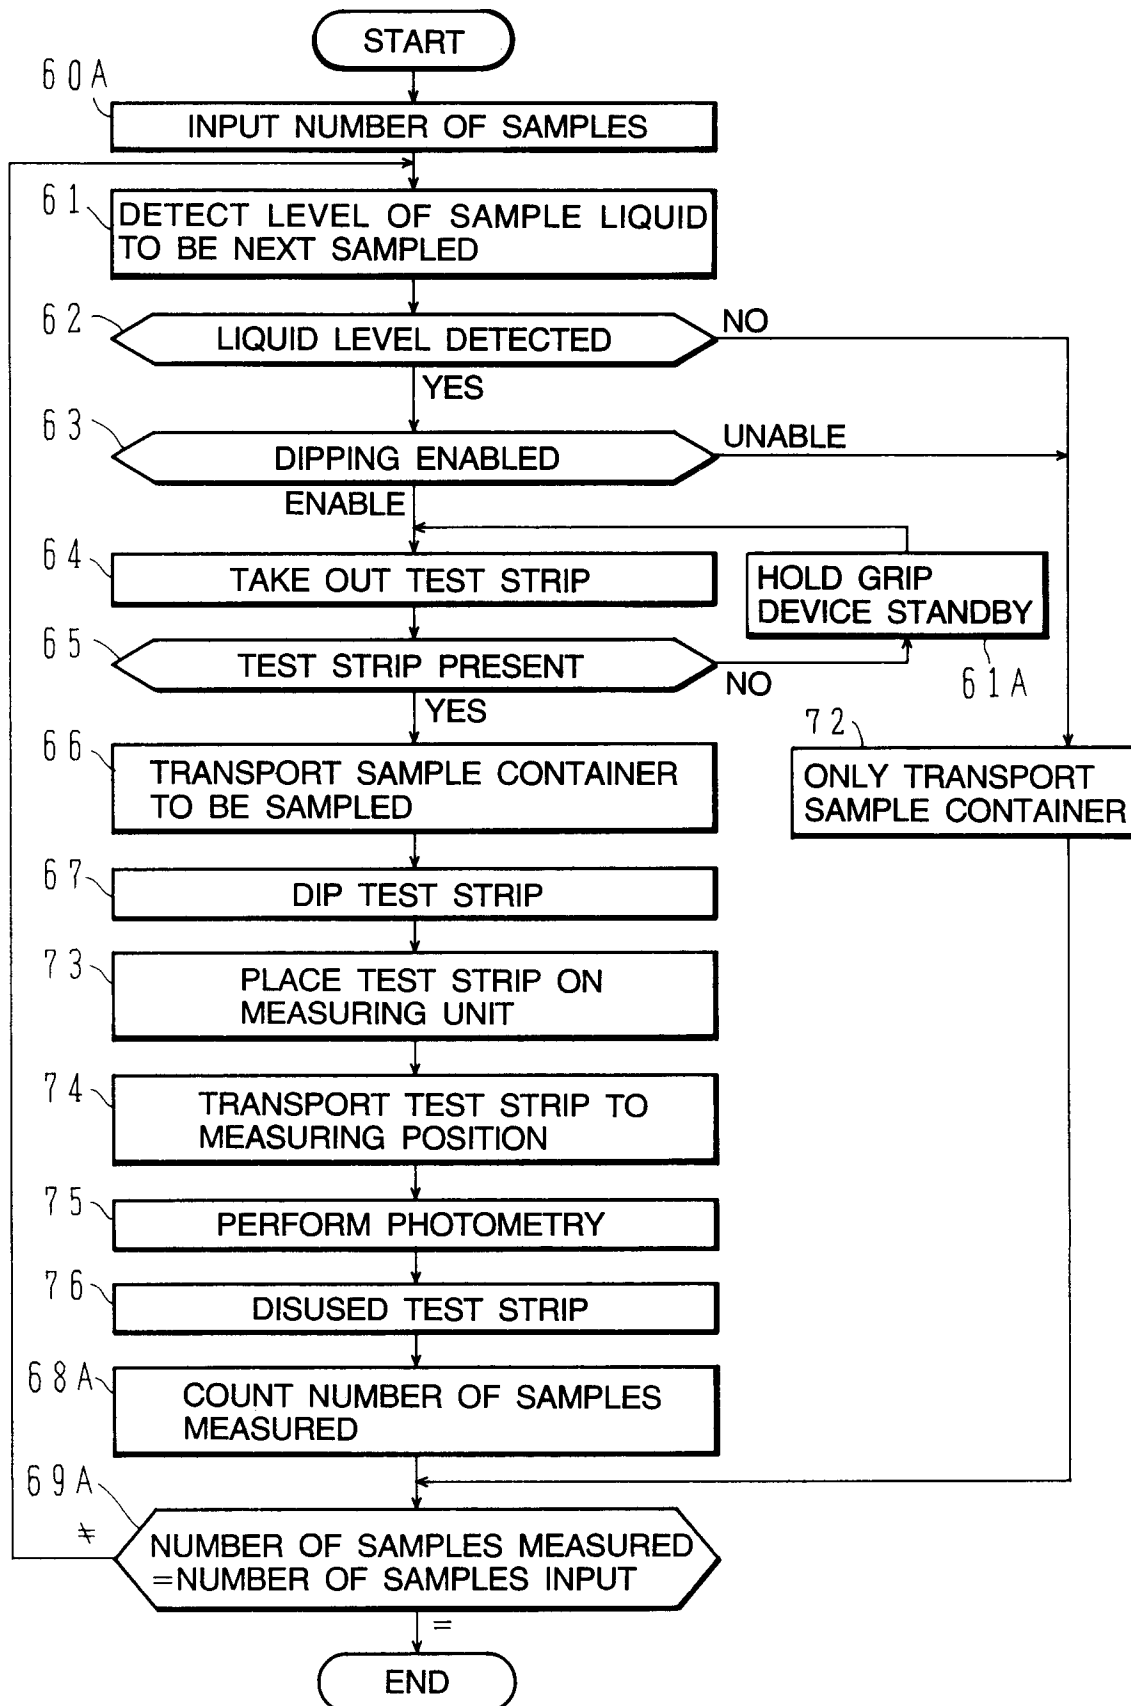 START
60A
INPUT NUMBER OF SAMPLES
61
DETECT LEVEL OF SAMPLE LIQUID
TO BE NEXT SAMPLED
62
LIQUID LEVEL DETECTED
NO
YES
63
DIPPING ENABLED
UNABLE
ENABLE
64
TAKE OUT TEST STRIP
HOLD GRIP
DEVICE STANDBY
65
TEST STRIP PRESENT
NO
61A
YES
66
TRANSPORT SAMPLE CONTAINER
TO BE SAMPLED
72
ONLY TRANSPORT
SAMPLE CONTAINER
67
DIP TEST STRIP
73
PLACE TEST STRIP ON
MEASURING UNIT
74
TRANSPORT TEST STRIP TO
MEASURING POSITION
75
PERFORM PHOTOMETRY
76
DISUSED TEST STRIP
68A
COUNT NUMBER OF SAMPLES
MEASURED
69A
≠
NUMBER OF SAMPLES MEASURED
=NUMBER OF SAMPLES INPUT
=
END